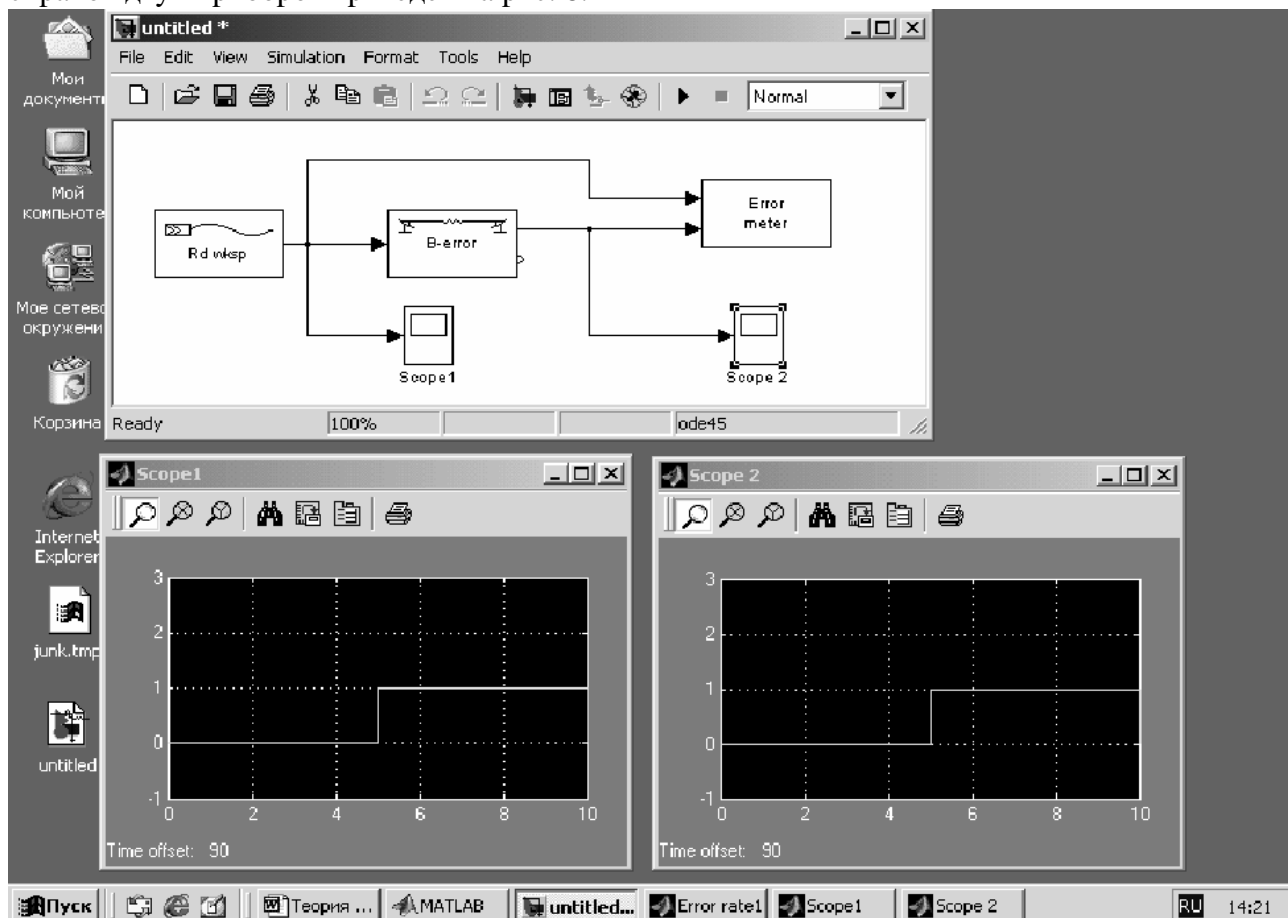 untitled *
File Edit View Simulation Format Tools Help
Normal
Мои
документы
Мой
компьюте
Мое сетево
окружени
Корзина
Internet
Explorer
junk.tmp
untitled
Rd wksp
B-error
Error
meter
Scope1
Scope 2
Ready 100% ode45
Scope1
3
2
1
0
-1
0 2 4 6 8 10
Time offset: 90
Scope 2
3
2
1
0
-1
0 2 4 6 8 10
Time offset: 90
Пуск Теория ... MATLAB untitled... Error rate1 Scope1 Scope 2 RU 14:21